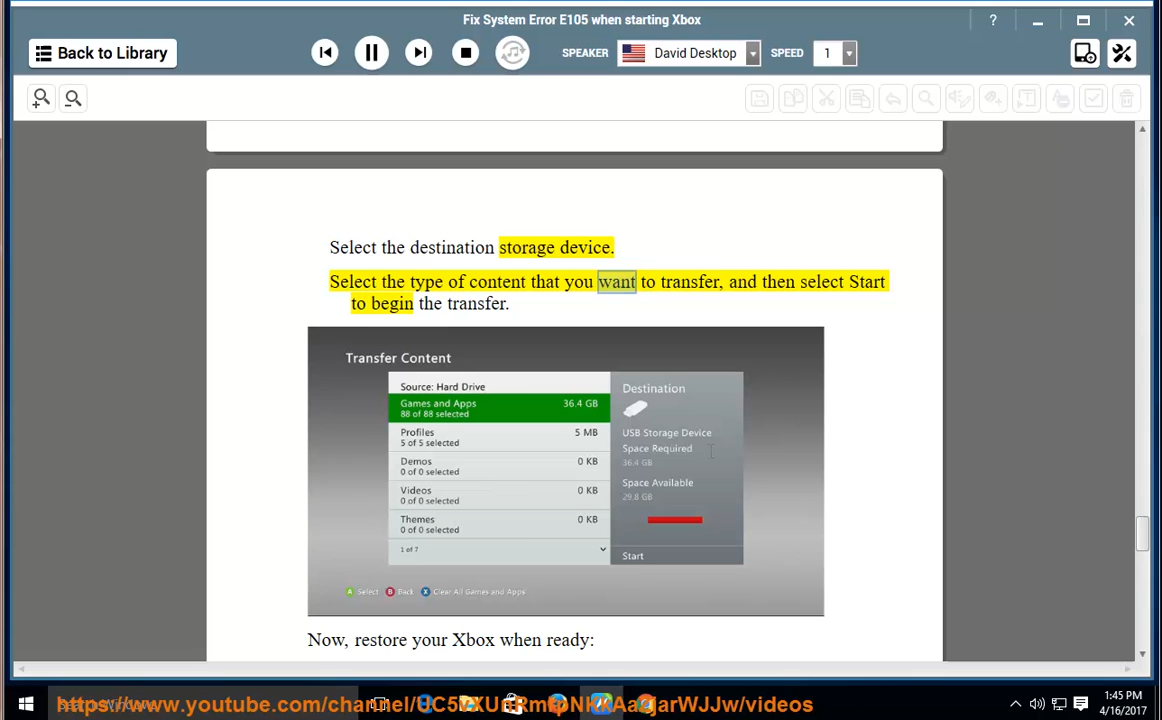 Fix System Error E105 when starting Xbox
?
Back to Library
SPEAKER
David Desktop
SPEED
1
Select the destination storage device.
Select the type of content that you want to transfer, and then select Start
to begin the transfer.
Transfer Content
Source: Hard Drive
Games and Apps 36.4 GB
88 of 88 selected
Profiles 5 MB
5 of 5 selected
Demos 0 KB
0 of 0 selected
Videos 0 KB
0 of 0 selected
Themes 0 KB
0 of 0 selected
1 of 7
Destination
USB Storage Device
Space Required
36.4 GB
Space Available
29.8 GB
Start
A Select B Back X Clear All Games and Apps
Now, restore your Xbox when ready:
1:45 PM
4/16/2017